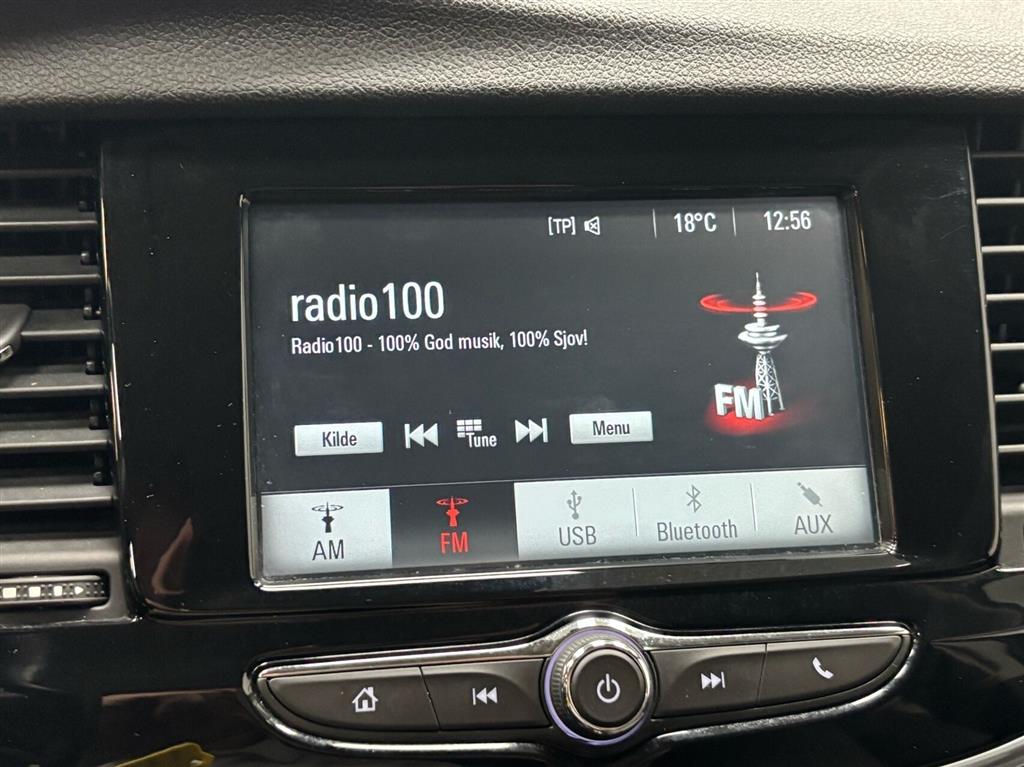 [TP] 18°C 12:56
radio100
Radio100 - 100% God musik, 100% Sjov!
FM
Kilde Tune Menu
AM FM USB Bluetooth AUX